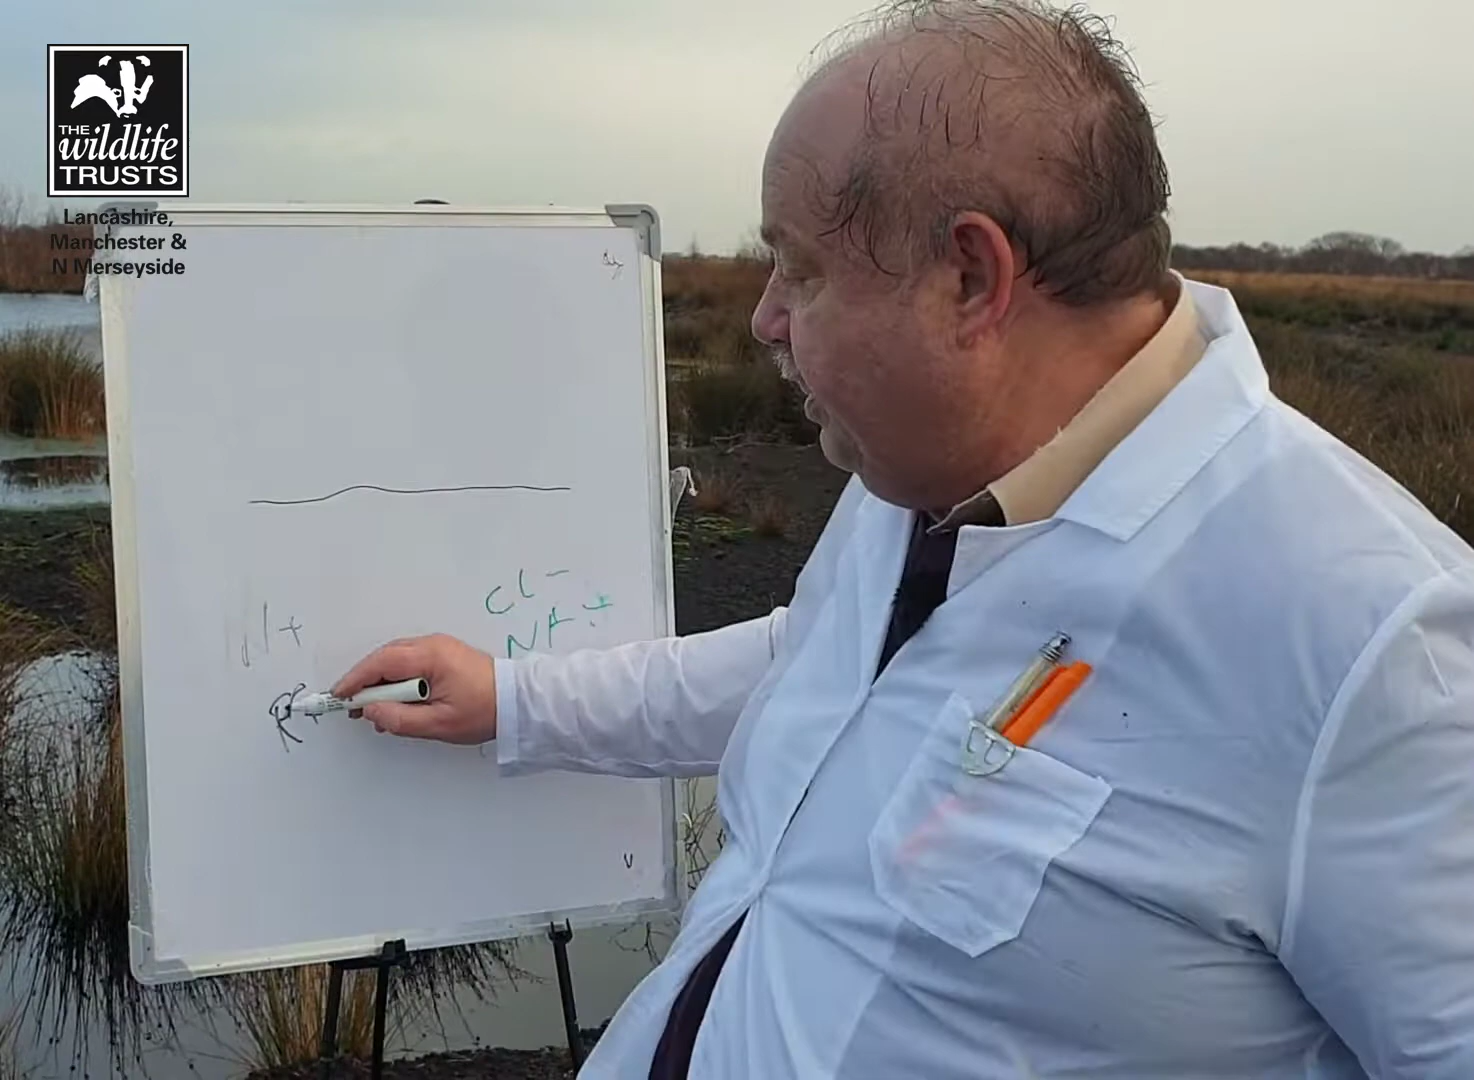 THE
wildlife
TRUSTS
Lancashire,
Manchester &
N Merseyside
Cl -
NA +